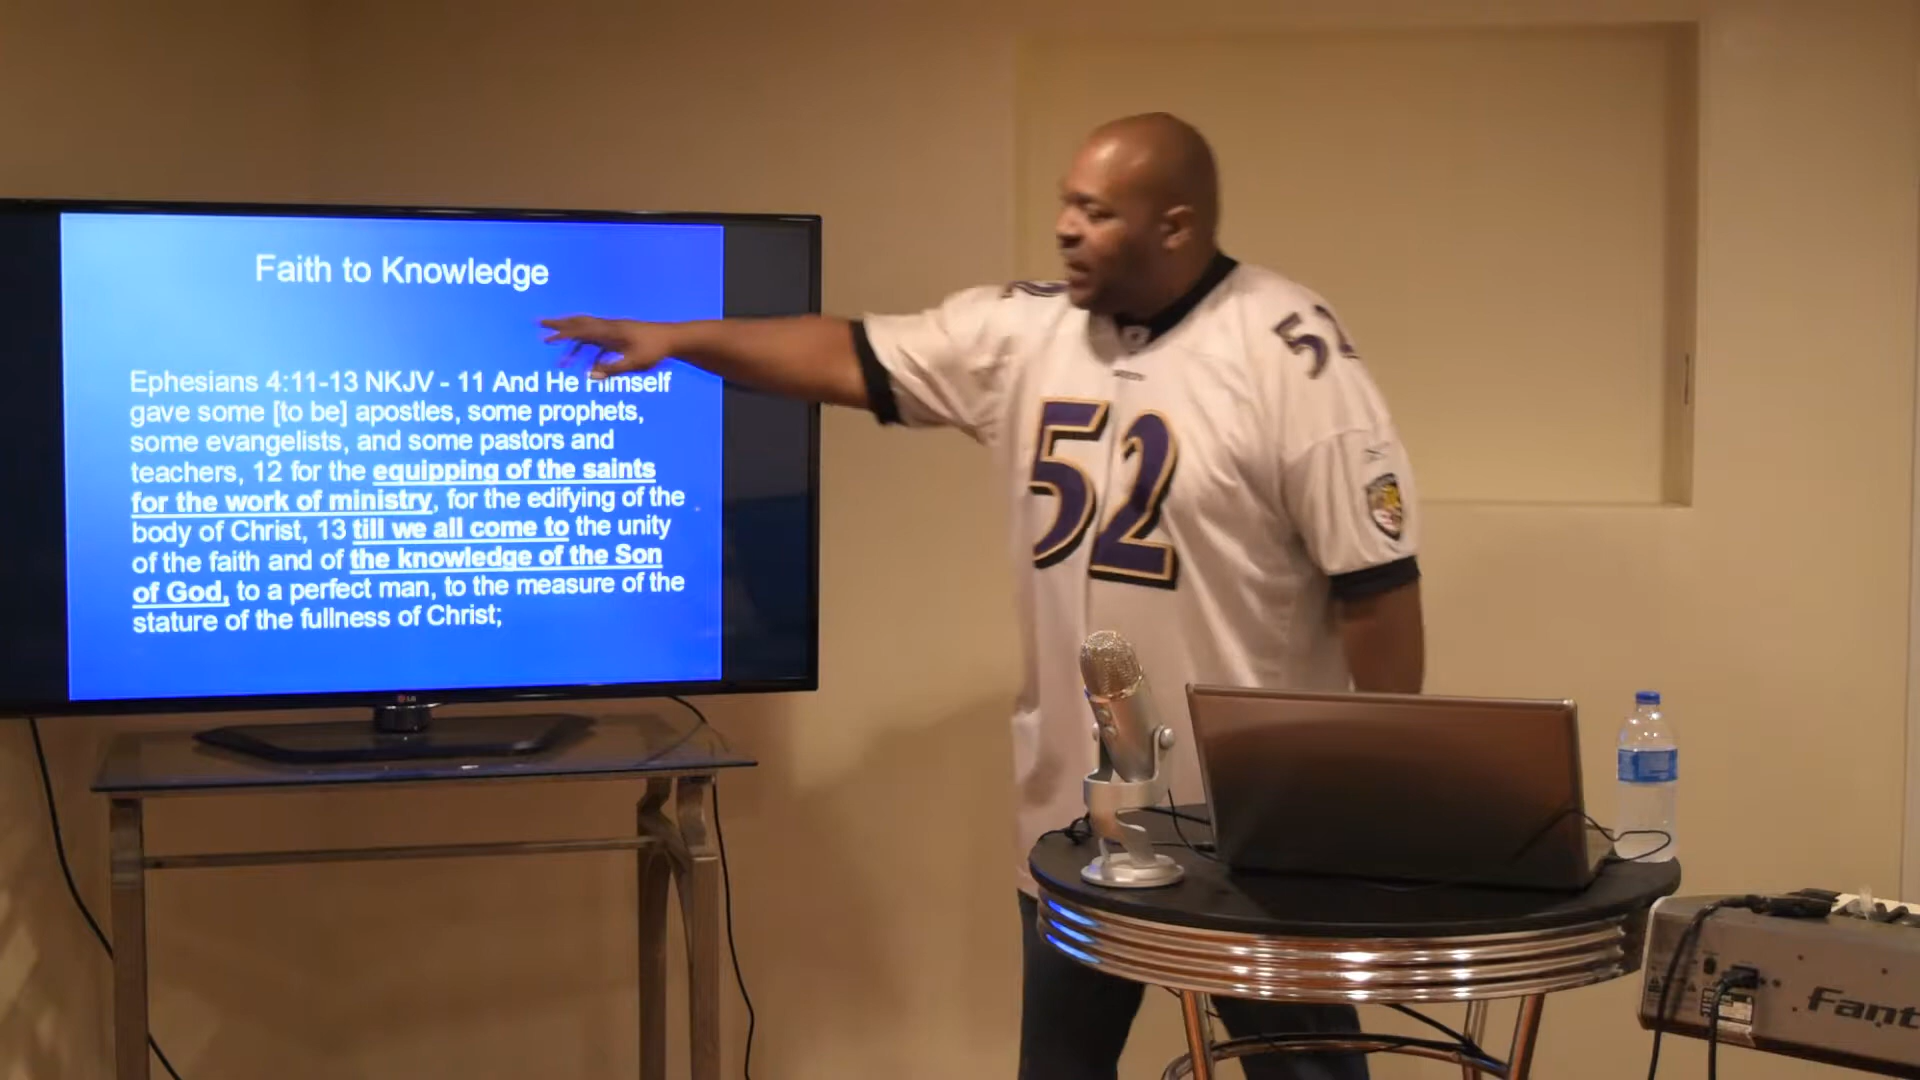 Faith to Knowledge
Ephesians 4:11-13 NKJV - 11 And He Himself
gave some [to be] apostles, some prophets,
some evangelists, and some pastors and
teachers, 12 for the equipping of the saints
for the work of ministry, for the edifying of the
body of Christ, 13 till we all come to the unity
of the faith and of the knowledge of the Son
of God, to a perfect man, to the measure of the
stature of the fullness of Christ;
LG
52
52
Fant